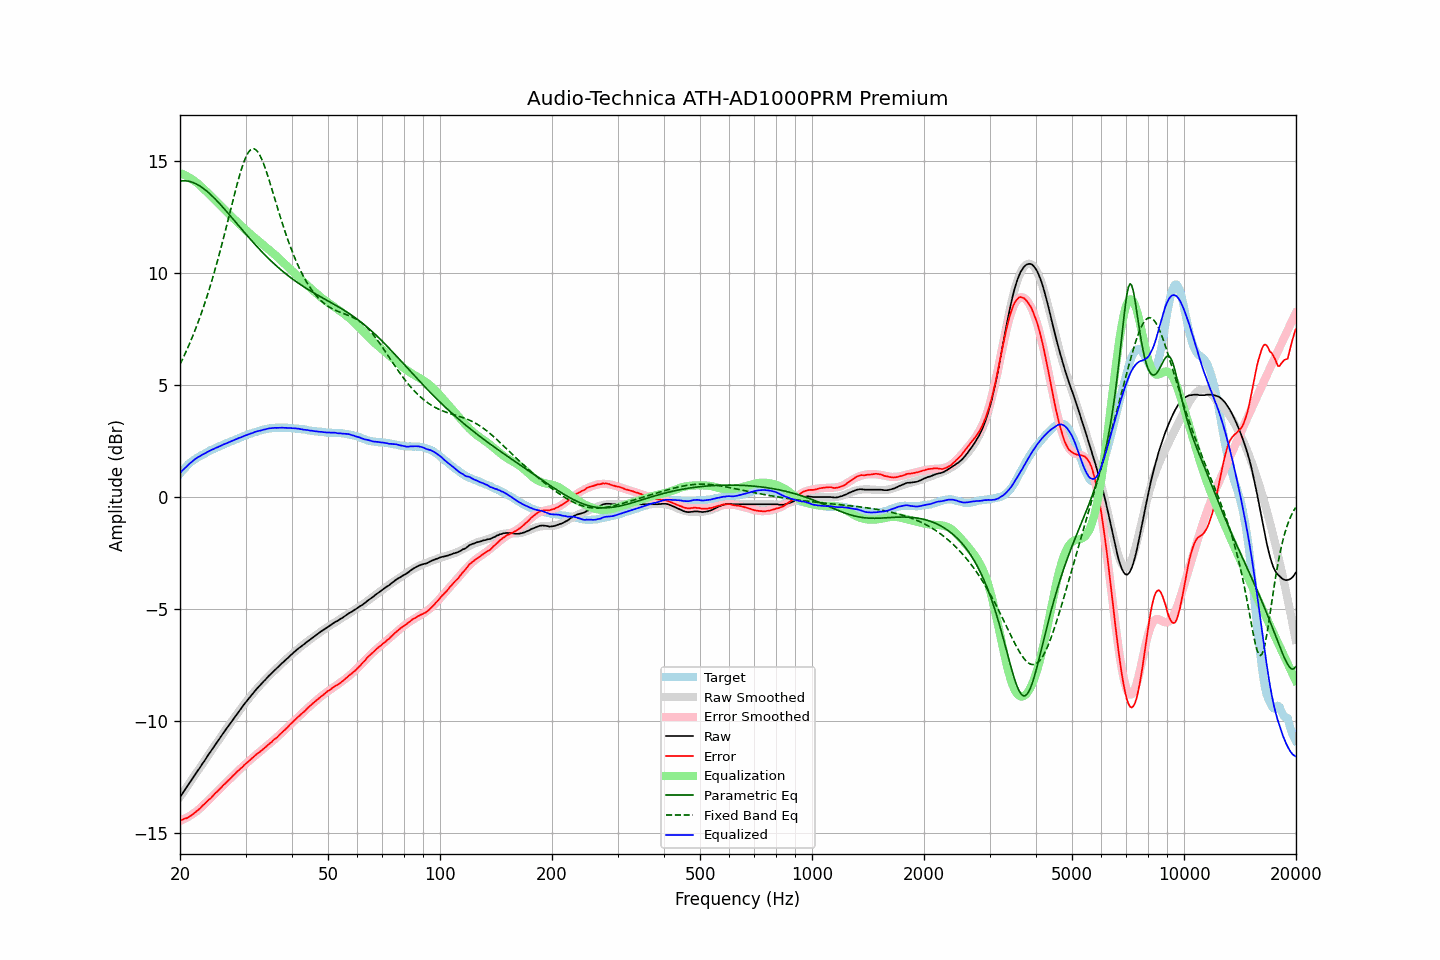 Audio-Technica ATH-AD1000PRM Premium
Amplitude (dBr)
15
10
5
0
−5
−10
−15
Target
Raw Smoothed
Error Smoothed
Raw
Error
Equalization
Parametric Eq
Fixed Band Eq
Equalized
20 50 100 200 500 1000 2000 5000 10000 20000
Frequency (Hz)